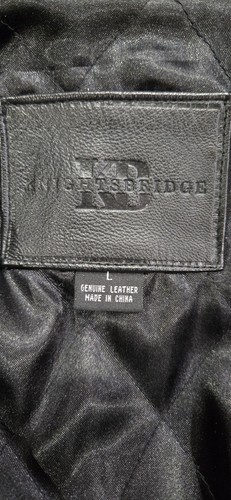 KB
KNIGHTSBRIDGE
L
GENUINE LEATHER
MADE IN CHINA